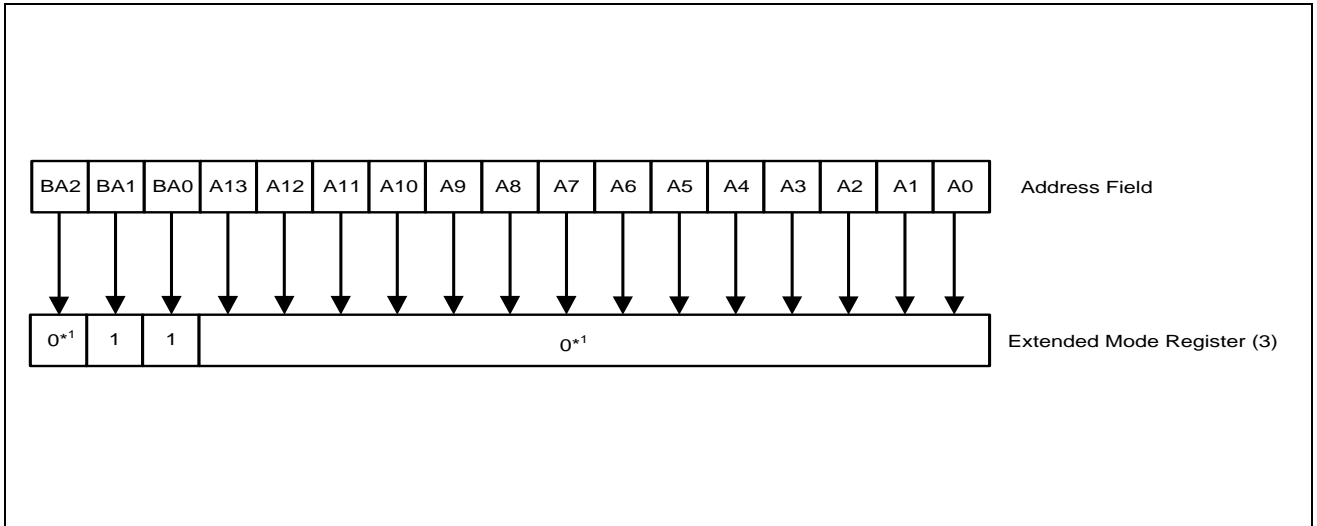 BA2 BA1 BA0 A13 A12 A11 A10 A9 A8 A7 A6 A5 A4 A3 A2 A1 A0 Address Field
0*1 1 1 0*1 Extended Mode Register (3)